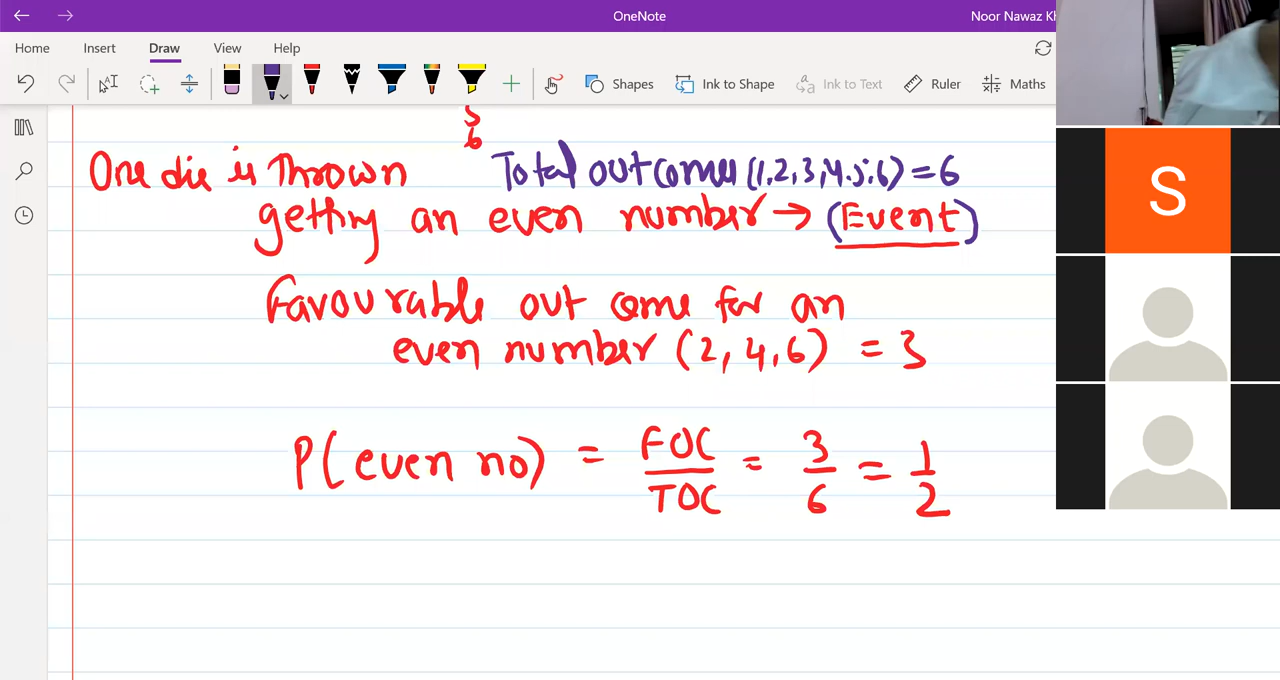 OneNote
Noor Nawaz Kh
Home Insert Draw View Help
Shapes Ink to Shape Ink to Text Ruler Maths
5
6
One die is Thrown Total outcomes (1,2,3,4,5,6) = 6
getting an even number → (Event)
Favourable out come for an
even number (2, 4, 6) = 3
P(even no) = FOC/TOC = 3/6 = 1/2
S